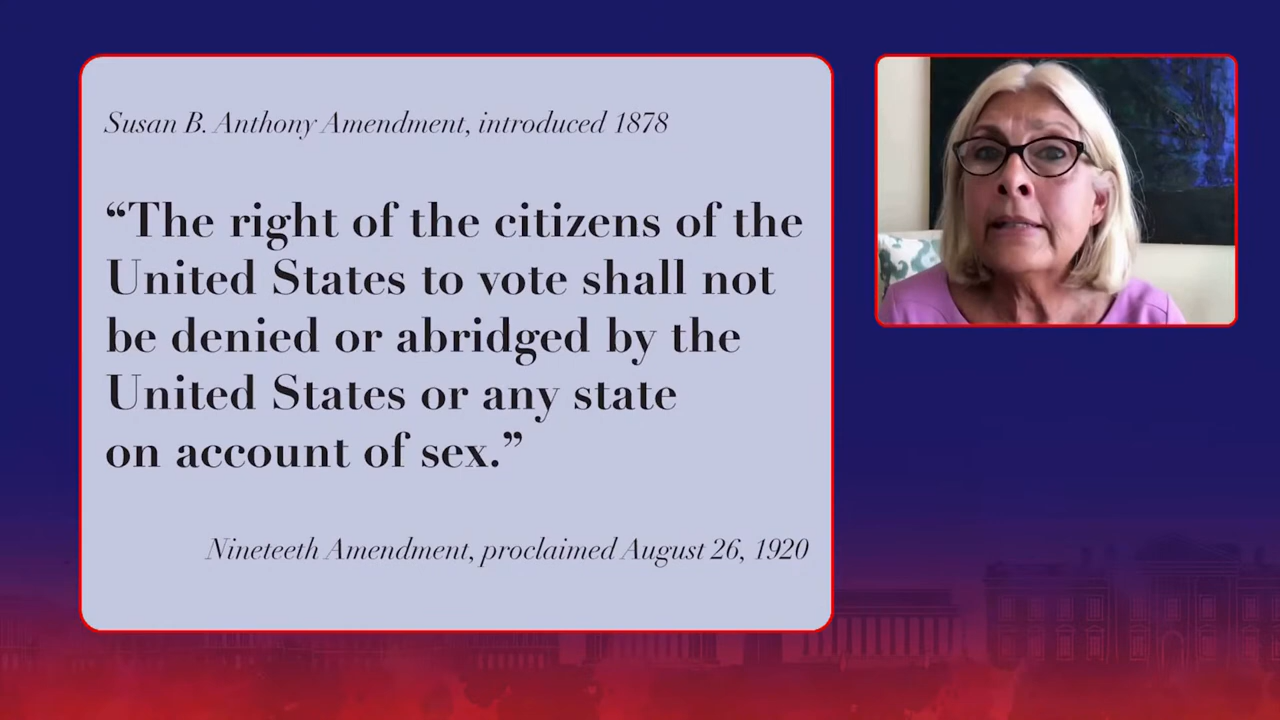 Susan B. Anthony Amendment, introduced 1878
“The right of the citizens of the
United States to vote shall not
be denied or abridged by the
United States or any state
on account of sex.”
Nineteeth Amendment, proclaimed August 26, 1920